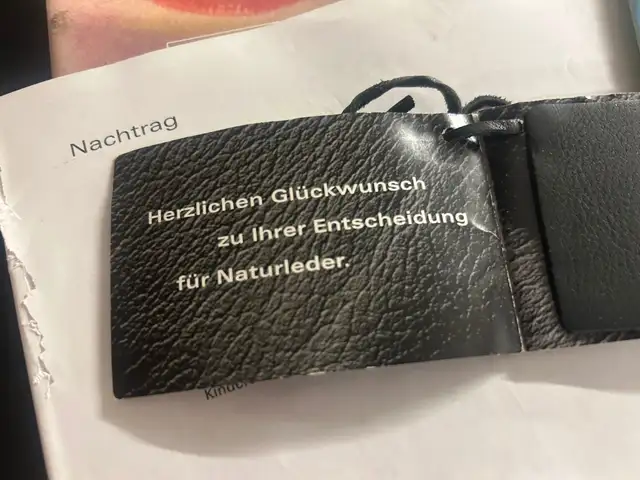 Nachtrag
Herzlichen Glückwunsch
zu Ihrer Entscheidung
für Naturleder.